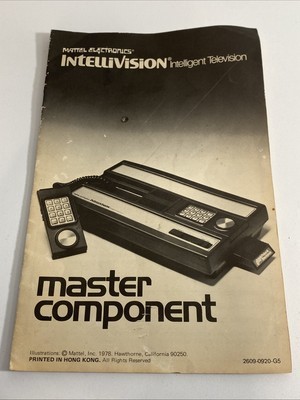 MATTEL ELECTRONICS™
INTELLIVISION® Intelligent Television
master
component
Illustrations: © Mattel, Inc. 1978, Hawthorne, California 90250
PRINTED IN HONG KONG. All Rights Reserved
2609-0920-G5